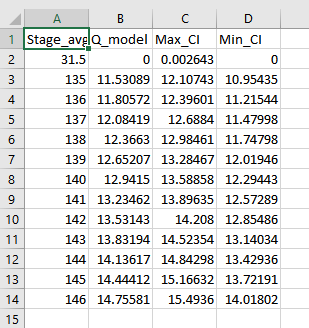 A B C D
1 Stage_avg Q_model Max_CI Min_CI
2 31.5 0 0.002643 0
3 135 11.53089 12.10743 10.95435
4 136 11.80572 12.39601 11.21544
5 137 12.08419 12.6884 11.47998
6 138 12.3663 12.98461 11.74798
7 139 12.65207 13.28467 12.01946
8 140 12.9415 13.58858 12.29443
9 141 13.23462 13.89635 12.57289
10 142 13.53143 14.208 12.85486
11 143 13.83194 14.52354 13.14034
12 144 14.13617 14.84298 13.42936
13 145 14.44412 15.16632 13.72191
14 146 14.75581 15.4936 14.01802
15